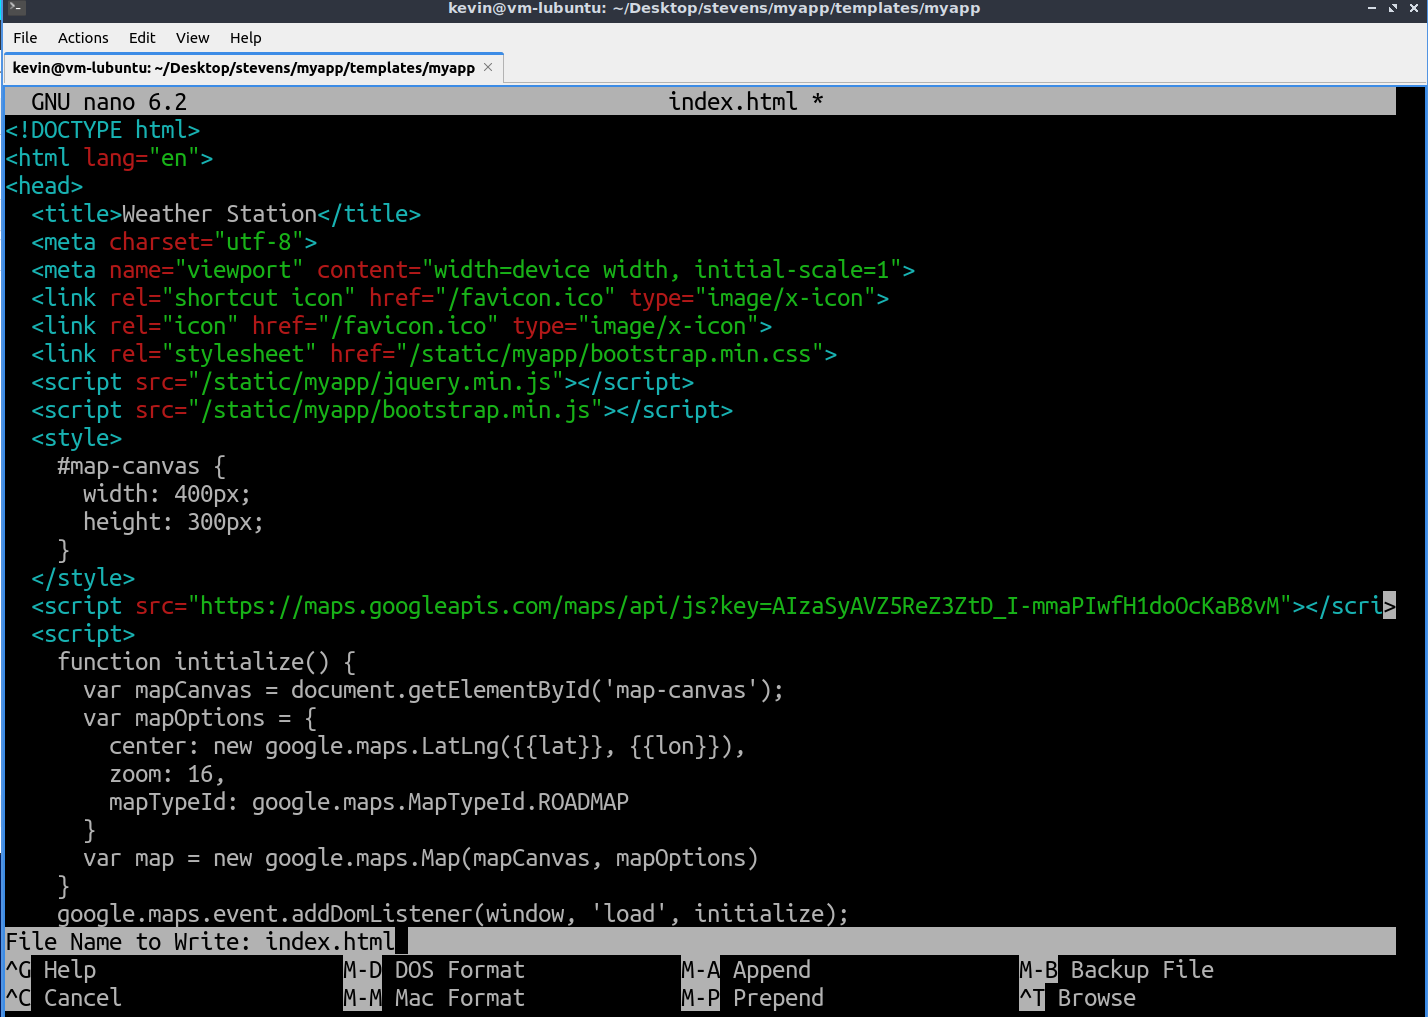 kevin@vm-lubuntu: ~/Desktop/stevens/myapp/templates/myapp
File Actions Edit View Help
kevin@vm-lubuntu: ~/Desktop/stevens/myapp/templates/myapp
GNU nano 6.2 index.html *
<!DOCTYPE html>
<html lang="en">
<head>
  <title>Weather Station</title>
  <meta charset="utf-8">
  <meta name="viewport" content="width=device width, initial-scale=1">
  <link rel="shortcut icon" href="/favicon.ico" type="image/x-icon">
  <link rel="icon" href="/favicon.ico" type="image/x-icon">
  <link rel="stylesheet" href="/static/myapp/bootstrap.min.css">
  <script src="/static/myapp/jquery.min.js"></script>
  <script src="/static/myapp/bootstrap.min.js"></script>
  <style>
    #map-canvas {
      width: 400px;
      height: 300px;
    }
  </style>
  <script src="https://maps.googleapis.com/maps/api/js?key=AIzaSyAVZ5ReZ3ZtD_I-mmaPIwfH1doOcKaB8vM"></scri>
  <script>
    function initialize() {
      var mapCanvas = document.getElementById('map-canvas');
      var mapOptions = {
        center: new google.maps.LatLng({{lat}}, {{lon}}),
        zoom: 16,
        mapTypeId: google.maps.MapTypeId.ROADMAP
      }
      var map = new google.maps.Map(mapCanvas, mapOptions)
    }
    google.maps.event.addDomListener(window, 'load', initialize);
File Name to Write: index.html
^G Help M-D DOS Format M-A Append M-B Backup File
^C Cancel M-M Mac Format M-P Prepend ^T Browse